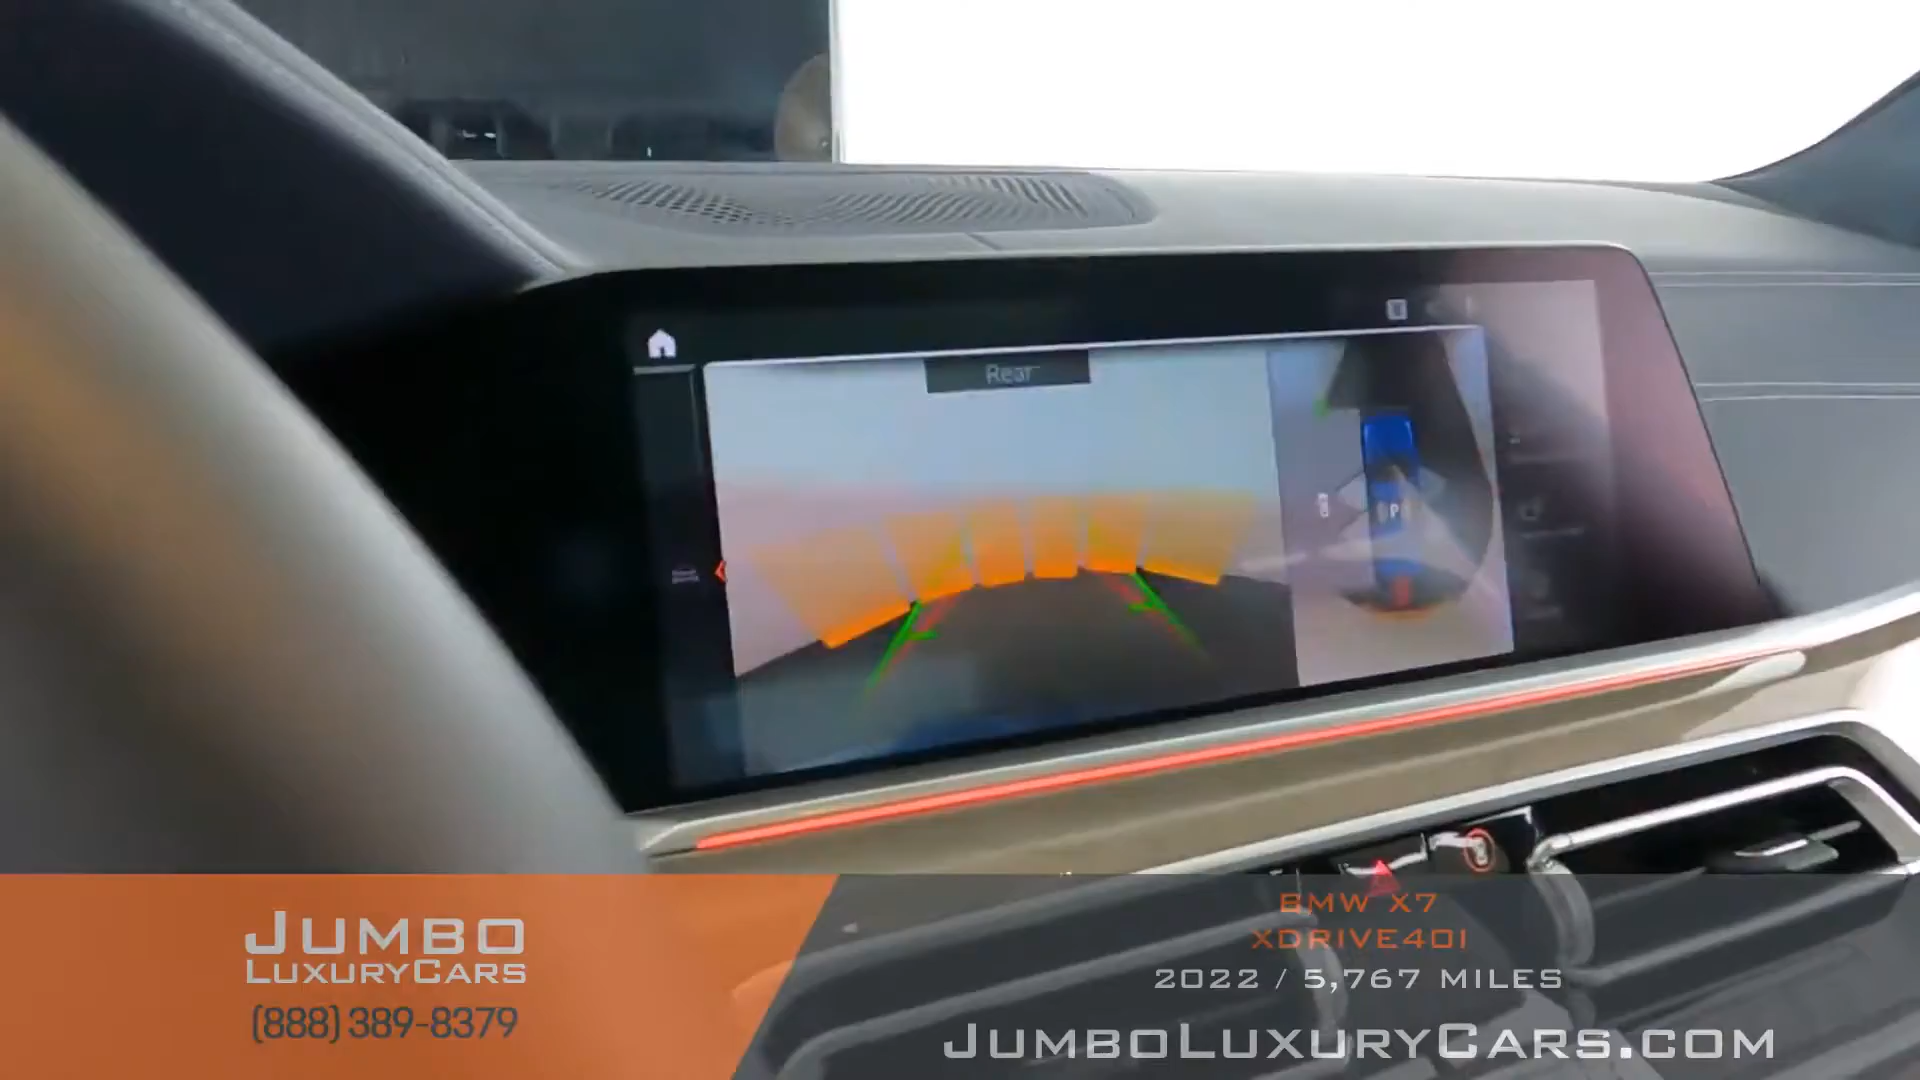 Rear
P
JUMBO
LUXURYCARS
(888) 389-8379
BMW X7
XDRIVE40I
2022 / 5,767 MILES
JUMBOLUXURYCARS.COM